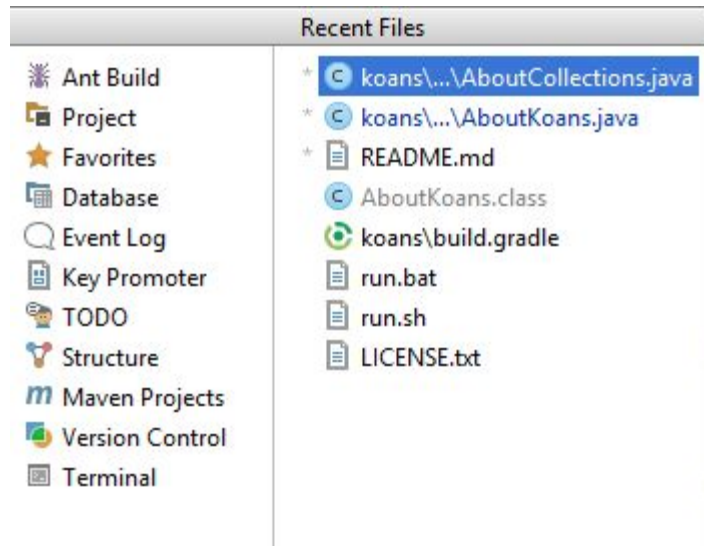 Recent Files
Ant Build
Project
Favorites
Database
Event Log
Key Promoter
TODO
Structure
Maven Projects
Version Control
Terminal
* koans\...\AboutCollections.java
* koans\...\AboutKoans.java
* README.md
AboutKoans.class
koans\build.gradle
run.bat
run.sh
LICENSE.txt